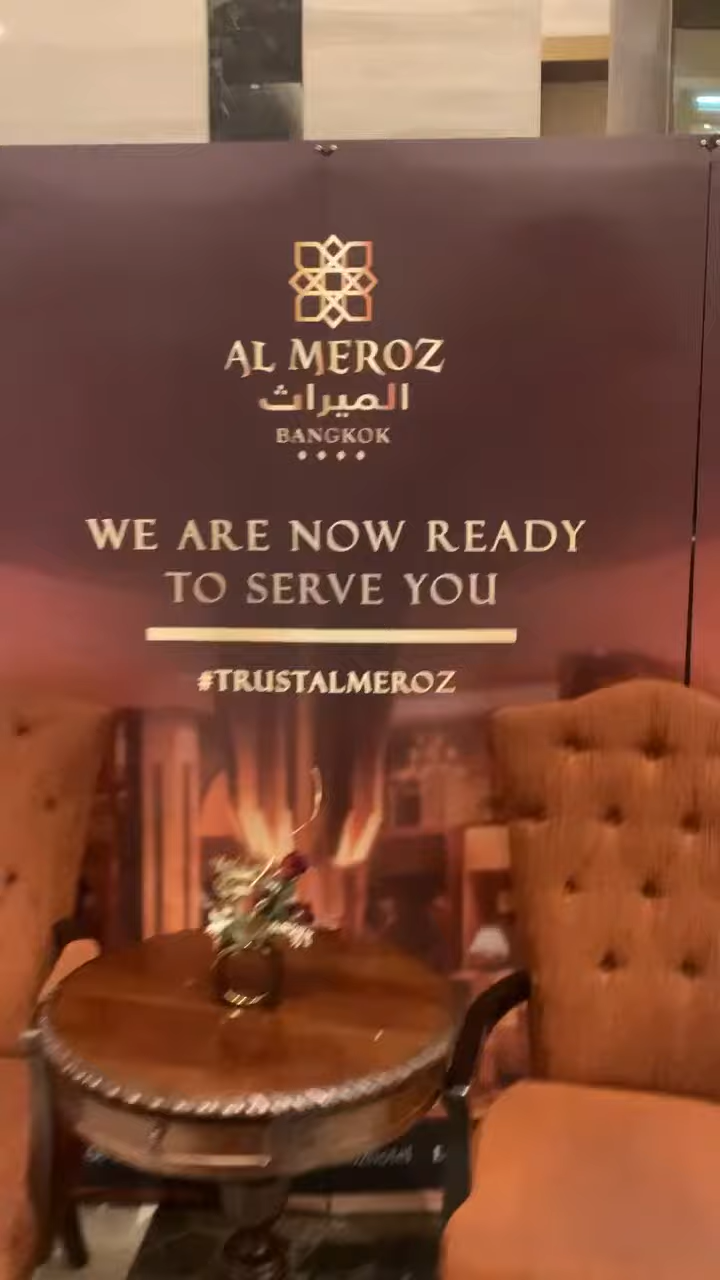 AL MEROZ
الميراث
BANGKOK
WE ARE NOW READY
TO SERVE YOU
#TRUSTALMEROZ